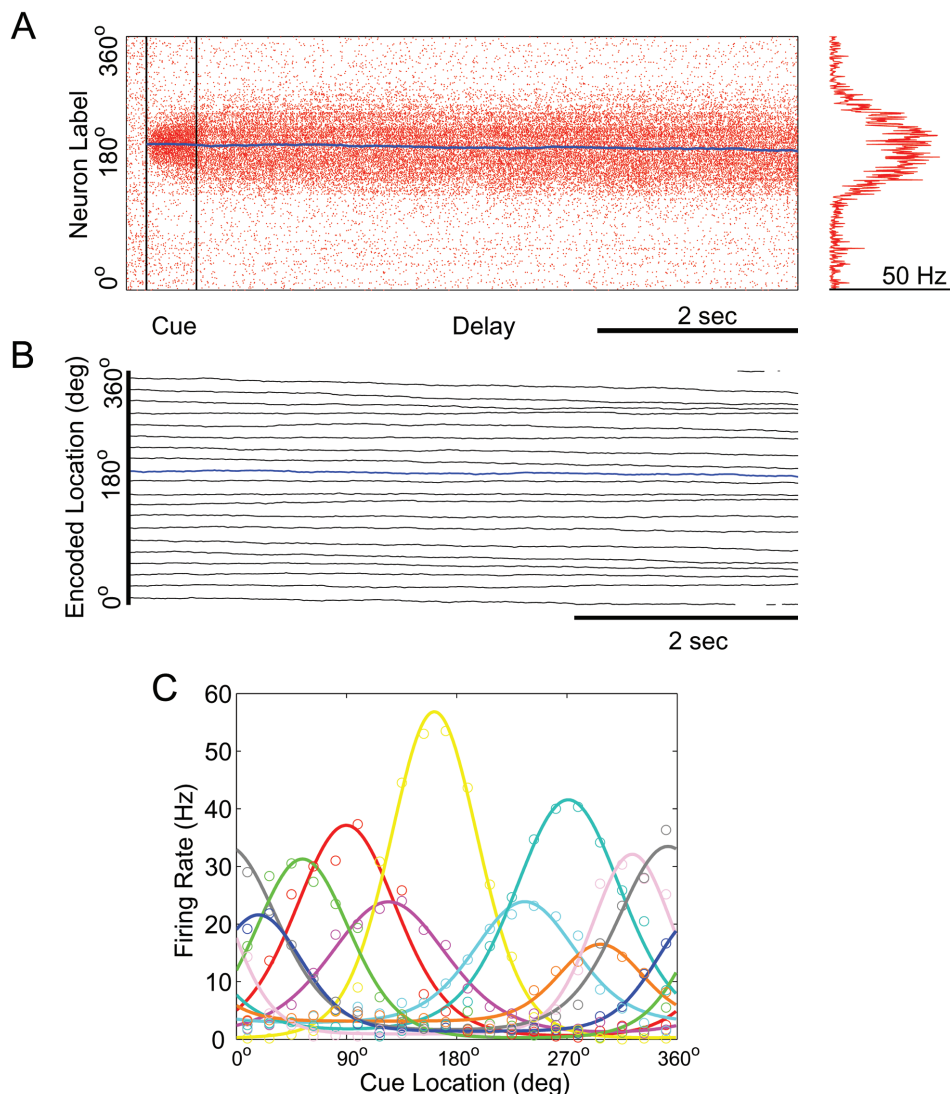 A
Neuron Label
360°
180°
0°
50 Hz
Cue
Delay
2 sec
B
Encoded Location (deg)
360°
180°
0°
2 sec
C
Firing Rate (Hz)
60
50
40
30
20
10
0
0° 90° 180° 270° 360°
Cue Location (deg)